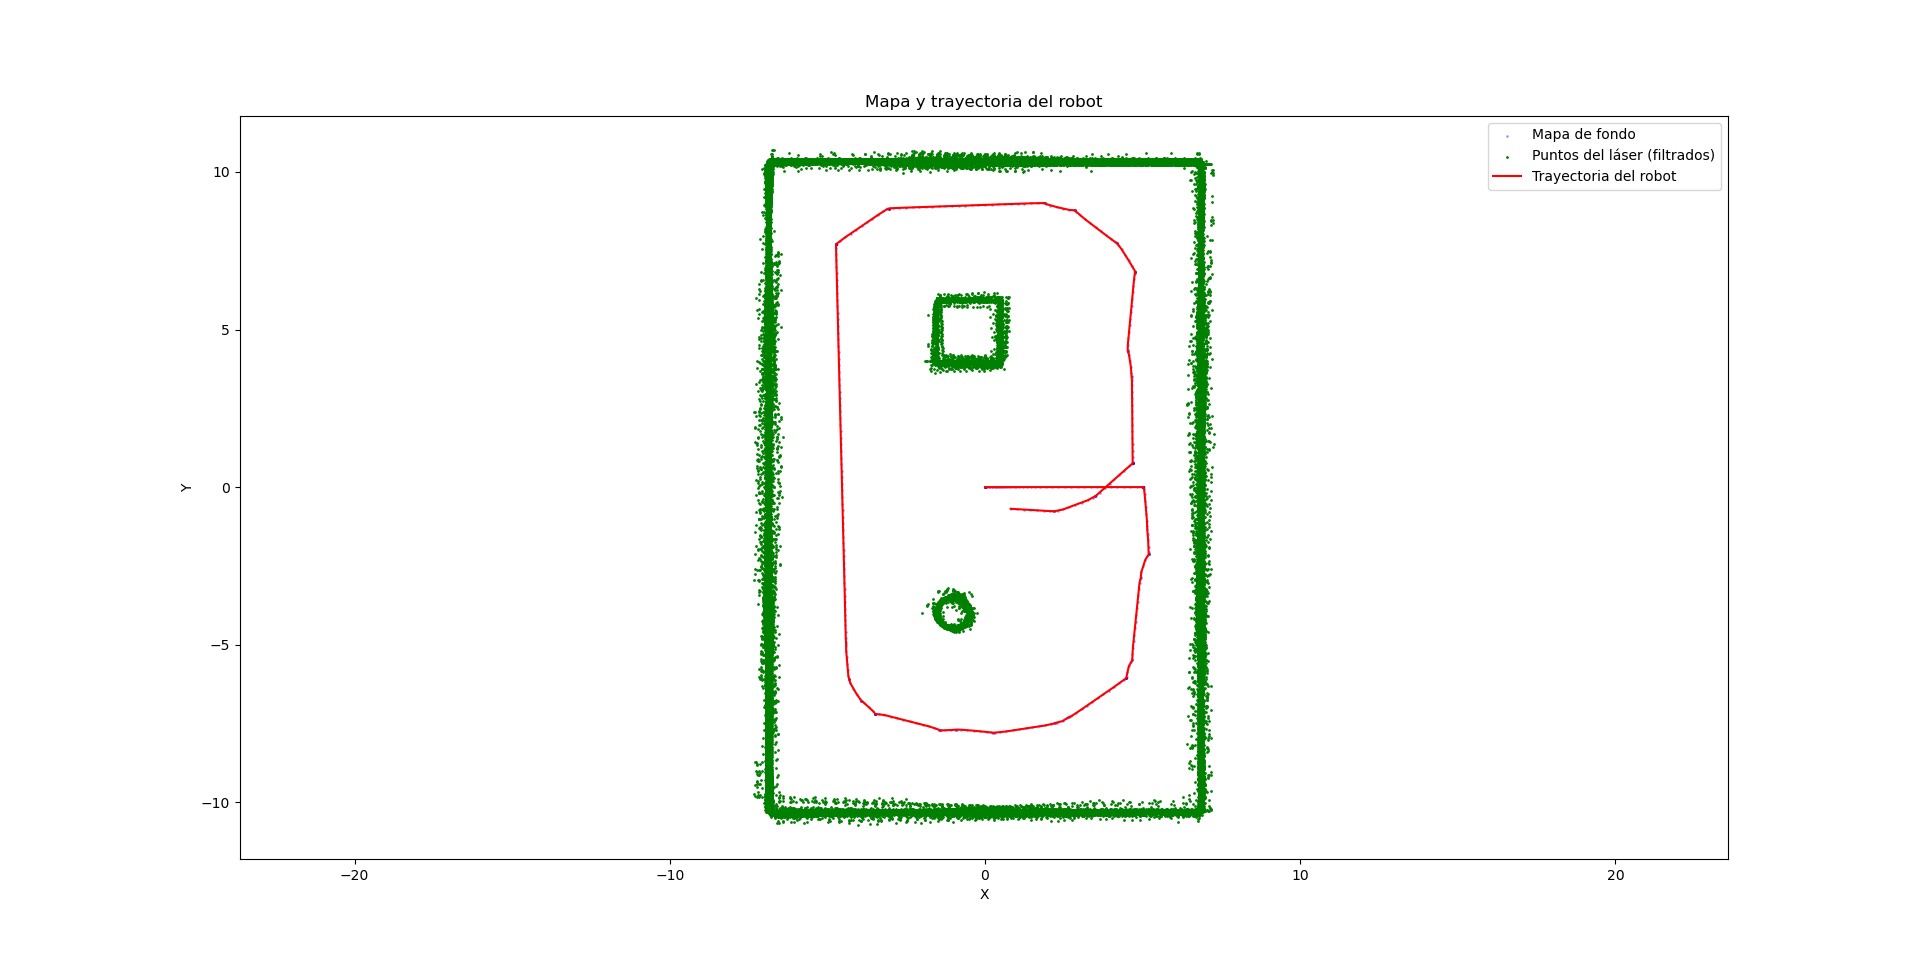 Mapa y trayectoria del robot
Mapa de fondo
Puntos del láser (filtrados)
Trayectoria del robot
10
5
0
−5
−10
Y
−20
−10
0
10
20
X